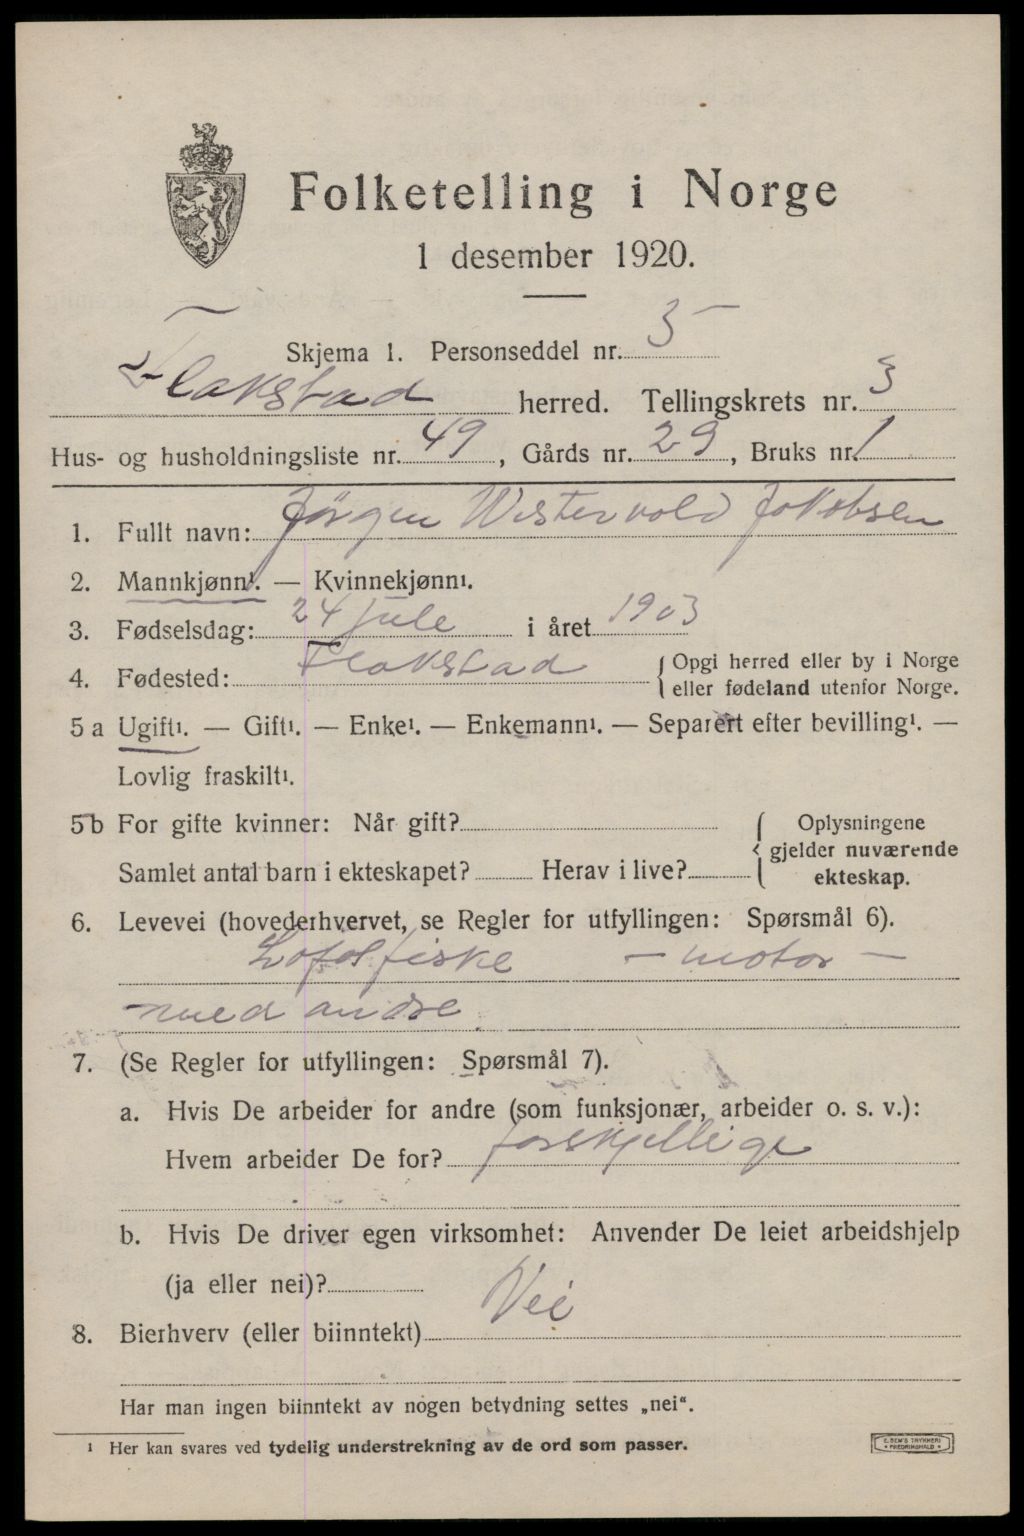 Folketelling i Norge
1 desember 1920.
Skjema 1. Personseddel nr. 5
Flakstad herred. Tellingskrets nr. 3
Hus- og husholdningsliste nr. 49, Gårds nr. 29, Bruks nr. 1
1. Fullt navn: Jörgen Westervold Jakobsen
2. Mannkjønn¹. — Kvinnekjønn¹.
3. Fødselsdag: 24 jule i året 1903
4. Fødested: Flakstad { Opgi herred eller by i Norge
eller fødeland utenfor Norge.
5 a Ugift¹. — Gift¹. — Enke¹. — Enkemann¹. — Separert efter bevilling¹. —
Lovlig fraskilt¹.
5 b For gifte kvinner: Når gift? { Oplysningene
gjelder nuværende
Samlet antal barn i ekteskapet? Herav i live? ekteskap.
6. Levevei (hovederhvervet, se Regler for utfyllingen: Spørsmål 6).
Lofotfiske — motor —
med andre.
7. (Se Regler for utfyllingen: Spørsmål 7).
a. Hvis De arbeider for andre (som funksjonær, arbeider o. s. v.):
Hvem arbeider De for? forskjellige
b. Hvis De driver egen virksomhet: Anvender De leiet arbeidshjelp
(ja eller nei)?
8. Bierhverv (eller biinntekt) Nei
Har man ingen biinntekt av nogen betydning settes „nei“.
¹ Her kan svares ved tydelig understrekning av de ord som passer.
E. SEM'S TRYKKERI
• FREDRIKSHALD •